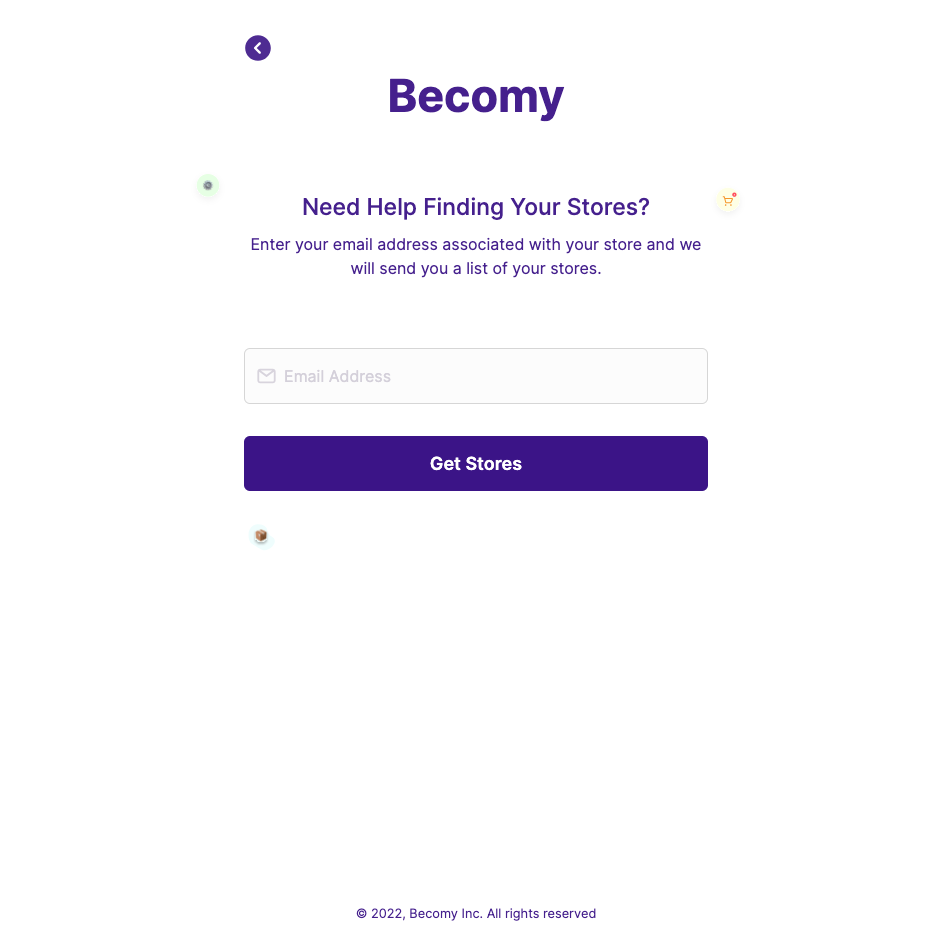 Becomy
Need Help Finding Your Stores?
Enter your email address associated with your store and we
will send you a list of your stores.
Email Address
Get Stores
© 2022, Becomy Inc. All rights reserved